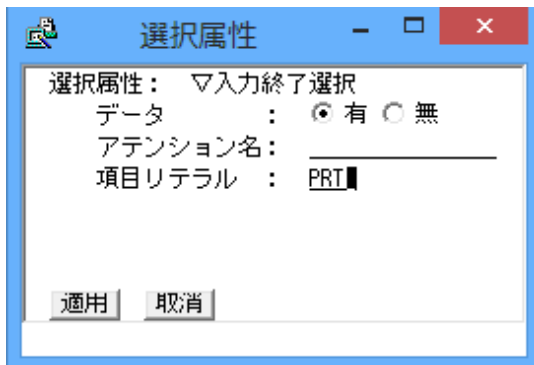 選択属性
選択属性： ▽入力終了選択
データ ： 有 無
アテンション名：
項目リテラル ： PRT
適用 取消